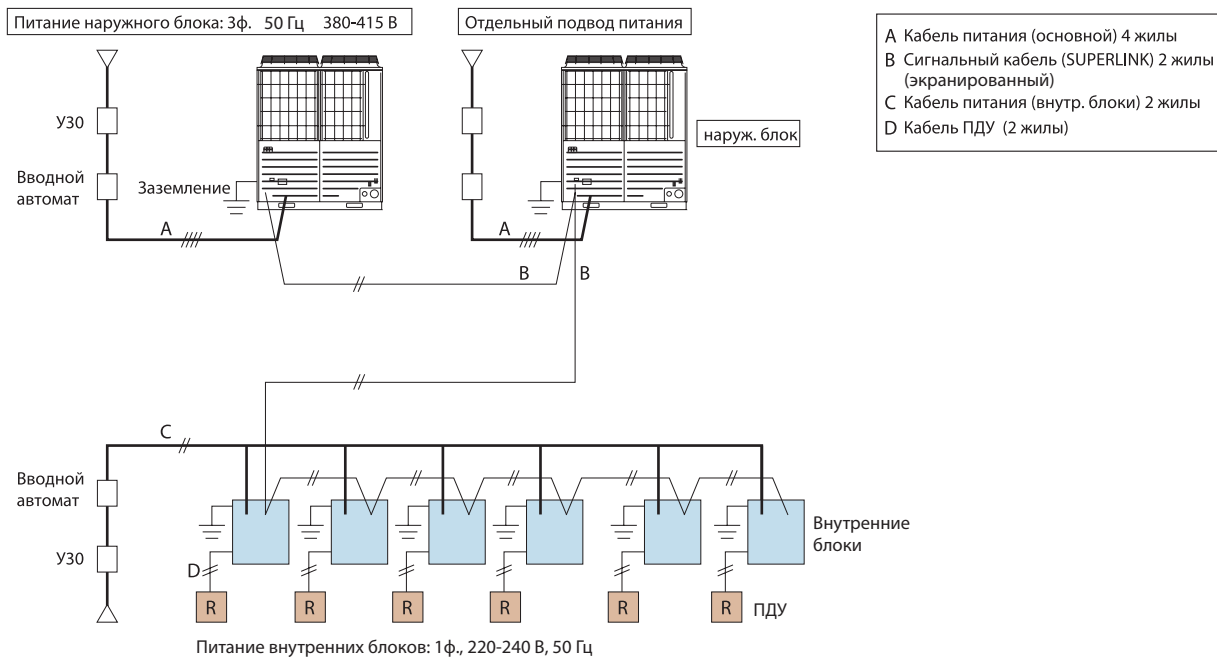 Питание наружного блока: 3ф. 50 Гц 380-415 В
Отдельный подвод питания
A Кабель питания (основной) 4 жилы
B Сигнальный кабель (SUPERLINK) 2 жилы
(экранированный)
C Кабель питания (внутр. блоки) 2 жилы
D Кабель ПДУ (2 жилы)
УЗО
наруж. блок
Вводной
автомат
Заземление
A
A
B
B
C
Вводной
автомат
Внутренние
блоки
УЗО
D
R
R
R
R
R
R
ПДУ
Питание внутренних блоков: 1ф., 220-240 В, 50 Гц